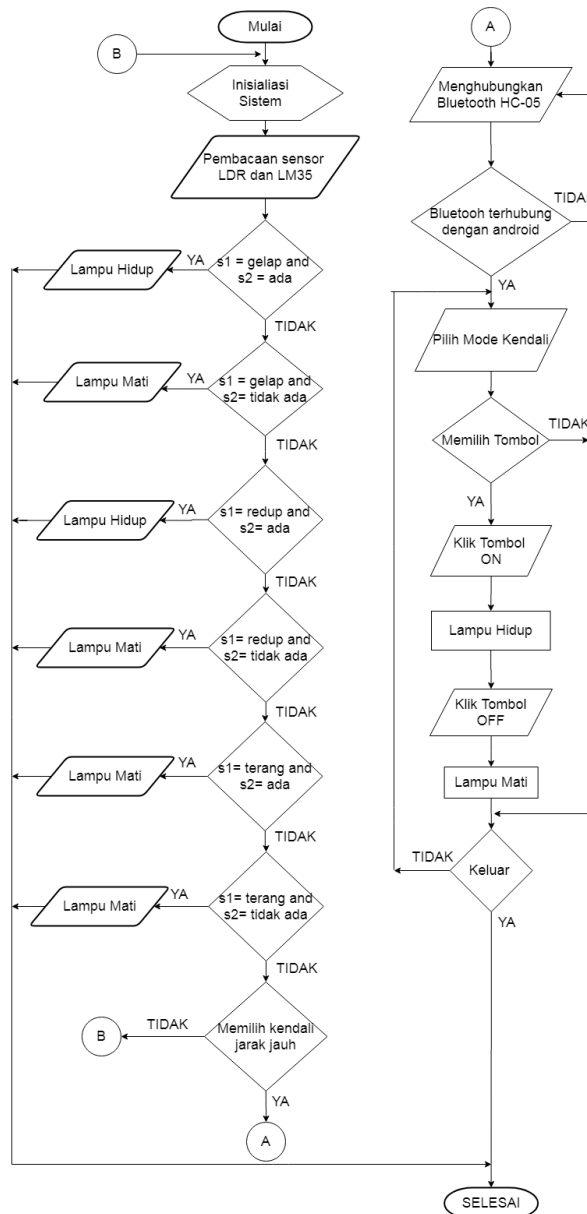 Mulai
B
Inisialiasi
Sistem
Pembacaan sensor
LDR dan LM35
s1 = gelap and
s2 = ada
YA
Lampu Hidup
TIDAK
s1 = gelap and
s2= tidak ada
YA
Lampu Mati
TIDAK
s1= redup and
s2= ada
YA
Lampu Hidup
TIDAK
s1= redup and
s2= tidak ada
YA
Lampu Mati
TIDAK
s1= terang and
s2= ada
YA
Lampu Mati
TIDAK
s1= terang and
s2= tidak ada
YA
Lampu Mati
TIDAK
Memilih kendali
jarak jauh
TIDAK
B
YA
A
A
Menghubungkan
Bluetooth HC-05
Bluetooh terhubung
dengan android
TIDAK
YA
Pilih Mode Kendali
Memilih Tombol
TIDAK
YA
Klik Tombol
ON
Lampu Hidup
Klik Tombol
OFF
Lampu Mati
Keluar
TIDAK
YA
SELESAI